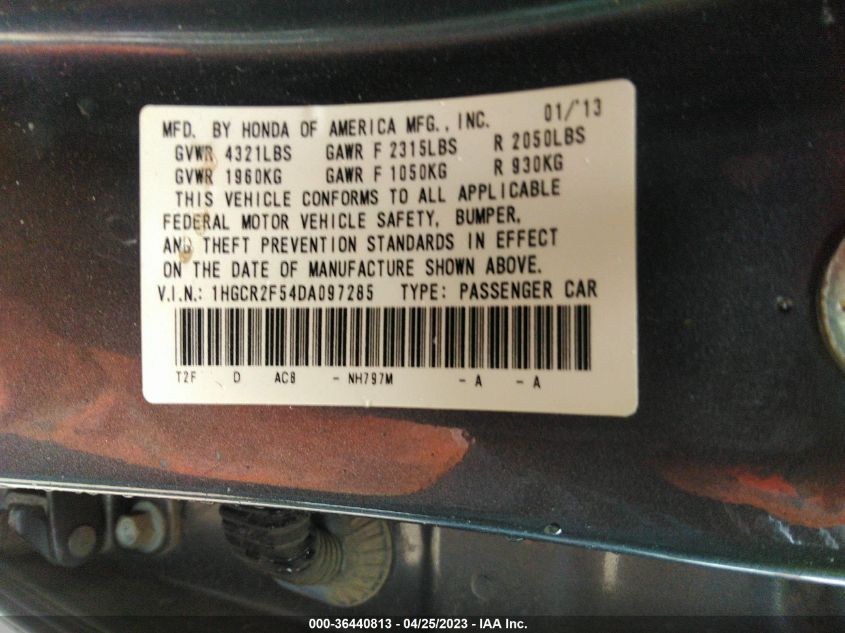 MFD. BY HONDA OF AMERICA MFG., INC. 01/'13
GVWR 4321LBS GAWR F 2315LBS R 2050LBS
GVWR 1960KG GAWR F 1050KG R 930KG
THIS VEHICLE CONFORMS TO ALL APPLICABLE
FEDERAL MOTOR VEHICLE SAFETY, BUMPER,
AND THEFT PREVENTION STANDARDS IN EFFECT
ON THE DATE OF MANUFACTURE SHOWN ABOVE.
V.I.N.: 1HGCR2F54DA097285 TYPE: PASSENGER CAR
T2F D AC8 - NH797M - A - A
000-36440813 - 04/25/2023 - IAA Inc.